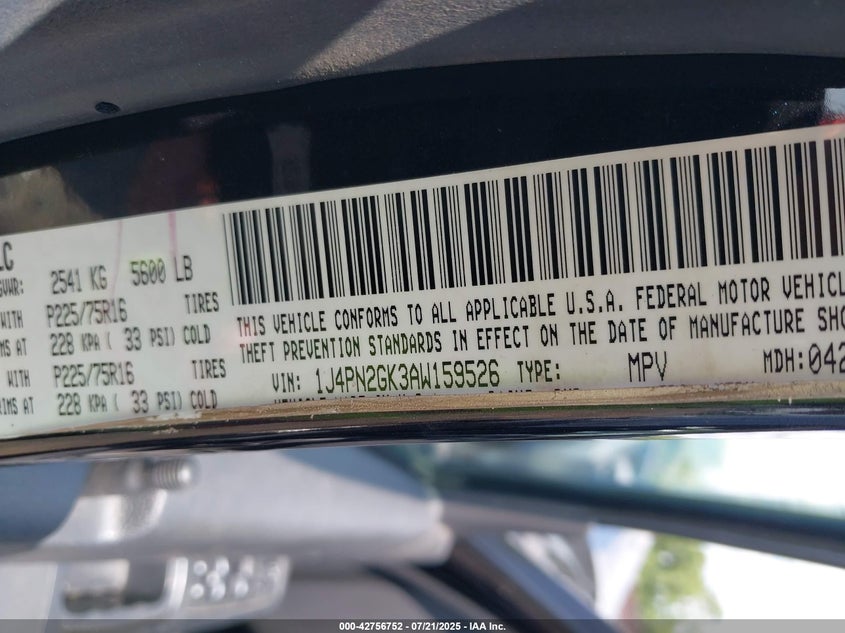 LC
GVWR: 2541 KG 5600 LB
WITH P225/75R16 TIRES
RIMS AT 228 KPA ( 33 PSI) COLD
WITH P225/75R16 TIRES
RIMS AT 228 KPA ( 33 PSI) COLD
THIS VEHICLE CONFORMS TO ALL APPLICABLE U.S.A. FEDERAL MOTOR VEHICL
THEFT PREVENTION STANDARDS IN EFFECT ON THE DATE OF MANUFACTURE SHO
VIN: 1J4PN2GK3AW159526 TYPE: MPV MDH:042
000-42756752 - 07/21/2025 - IAA Inc.